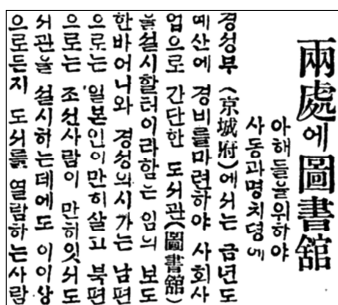 兩處에圖書舘
아해들을위하야
사동과명치뎡에
경성부(京城府)에서는 금년도
예산에 경비를마련하야 사회사
업으로 간단한 도서관(圖書舘)
을설시할터이라함은 임의 보도
한바어니와 경성의시가는 남편
으로는 일본인이만히살고 북편
으로는 조선사람이 만히잇서도
서관을 설시하는데에도 이이상
으로든지 도서를 열람하는사람